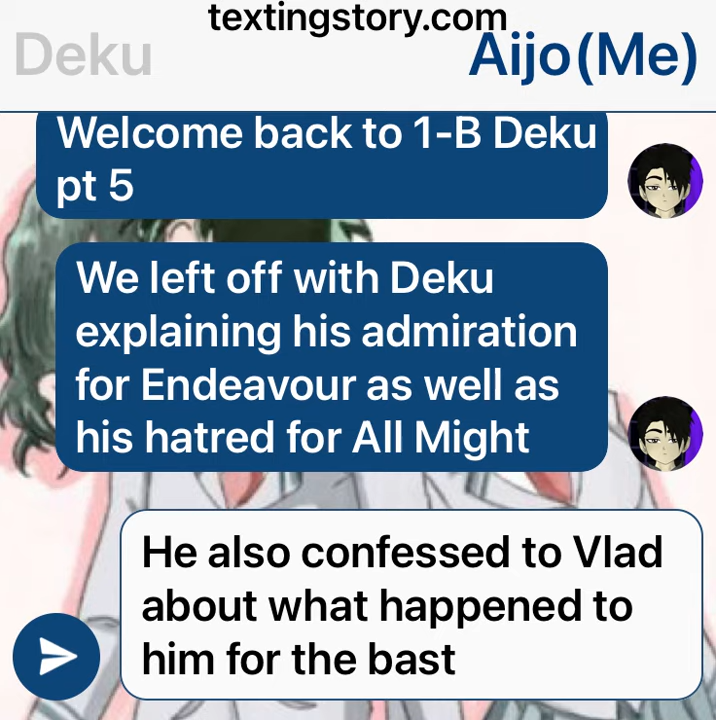 textingstory.com
Deku
Aijo(Me)
Welcome back to 1-B Deku
pt 5
We left off with Deku
explaining his admiration
for Endeavour as well as
his hatred for All Might
He also confessed to Vlad
about what happened to
him for the bast